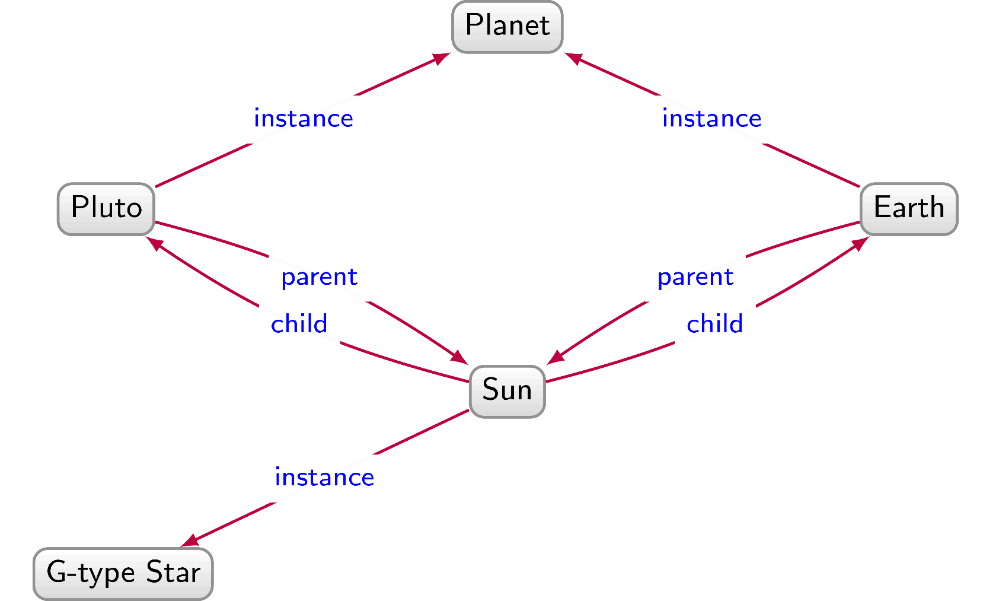 Planet
instance
instance
Pluto
Earth
parent
parent
child
child
Sun
instance
G-type Star